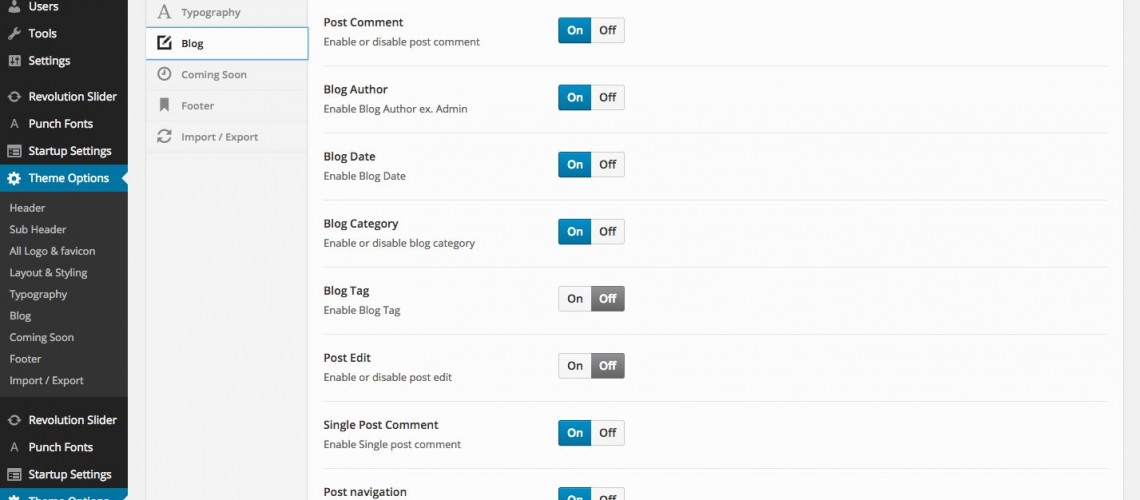 Users
Tools
Settings
Revolution Slider
Punch Fonts
Startup Settings
Theme Options
Header
Sub Header
All Logo & favicon
Layout & Styling
Typography
Blog
Coming Soon
Footer
Import / Export
Revolution Slider
Punch Fonts
Startup Settings
Theme Options
Typography
Blog
Coming Soon
Footer
Import / Export
Post Comment
Enable or disable post comment
On Off
Blog Author
Enable Blog Author ex. Admin
On Off
Blog Date
Enable Blog Date
On Off
Blog Category
Enable or disable blog category
On Off
Blog Tag
Enable Blog Tag
On Off
Post Edit
Enable or disable post edit
On Off
Single Post Comment
Enable Single post comment
On Off
Post navigation
On Off